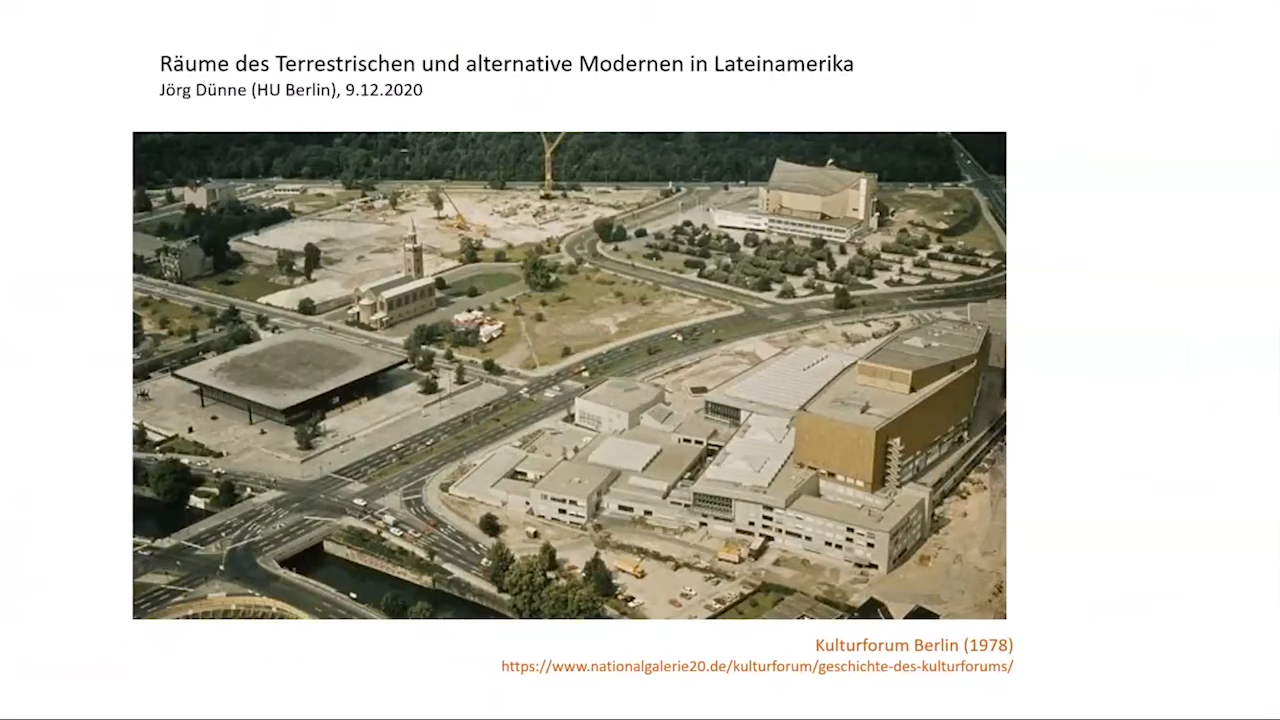 Räume des Terrestrischen und alternative Modernen in Lateinamerika
Jörg Dünne (HU Berlin), 9.12.2020
Kulturforum Berlin (1978)
https://www.nationalgalerie20.de/kulturforum/geschichte-des-kulturforums/